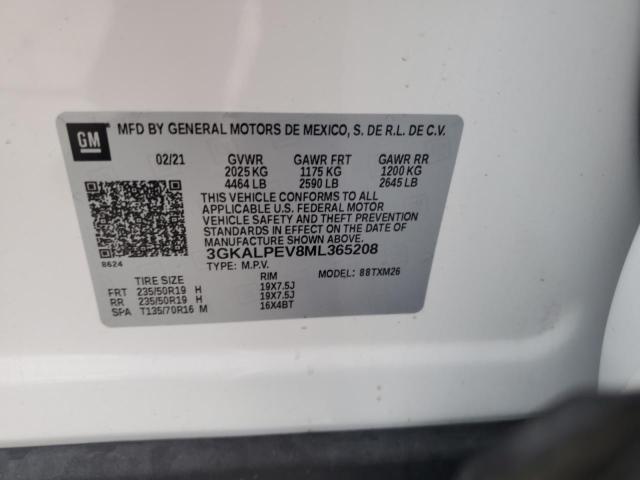 GM MFD BY GENERAL MOTORS DE MEXICO, S. DE R.L. DE C.V.
02/21 GVWR GAWR FRT GAWR RR
2025 KG 1175 KG 1200 KG
4464 LB 2590 LB 2645 LB
THIS VEHICLE CONFORMS TO ALL
APPLICABLE U.S. FEDERAL MOTOR
VEHICLE SAFETY AND THEFT PREVENTION
STANDARDS IN EFFECT ON THE DATE
OF MANUFACTURE SHOWN ABOVE.
8624 3GKALPEV8ML365208
TYPE: M.P.V. MODEL: 88TXM26
TIRE SIZE RIM
FRT 235/50R19 H 19X7.5J
RR 235/50R19 H 19X7.5J
SPA T135/70R16 M 16X4BT